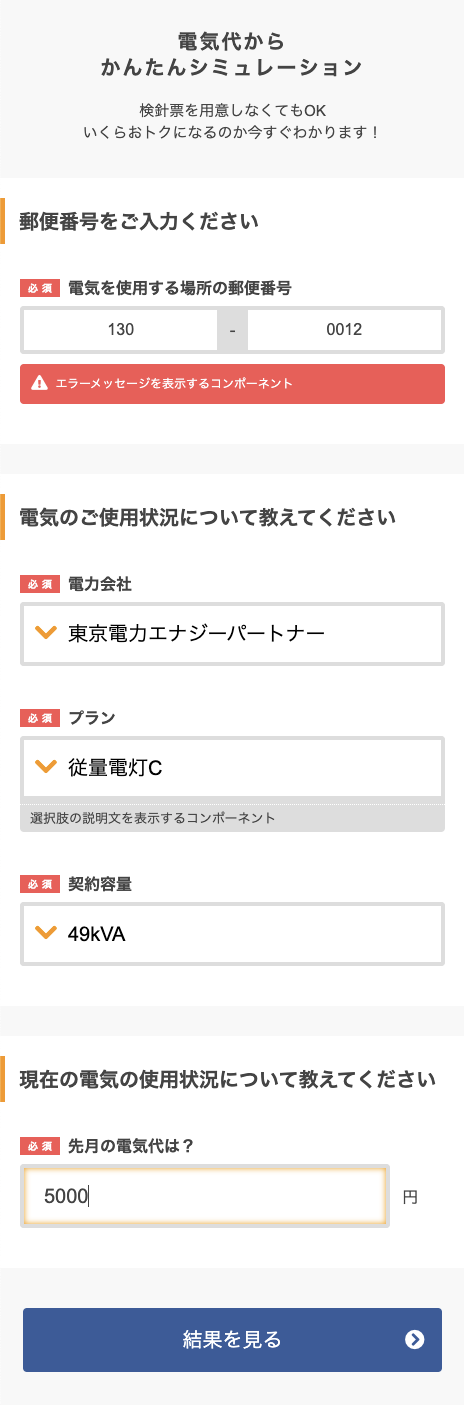 電気代から
かんたんシミュレーション
検針票を用意しなくてもOK
いくらおトクになるのか今すぐわかります！
郵便番号をご入力ください
必須 電気を使用する場所の郵便番号
130 - 0012
エラーメッセージを表示するコンポーネント
電気のご使用状況について教えてください
必須 電力会社
東京電力エナジーパートナー
必須 プラン
従量電灯C
選択肢の説明文を表示するコンポーネント
必須 契約容量
49kVA
現在の電気の使用状況について教えてください
必須 先月の電気代は？
5000 円
結果を見る